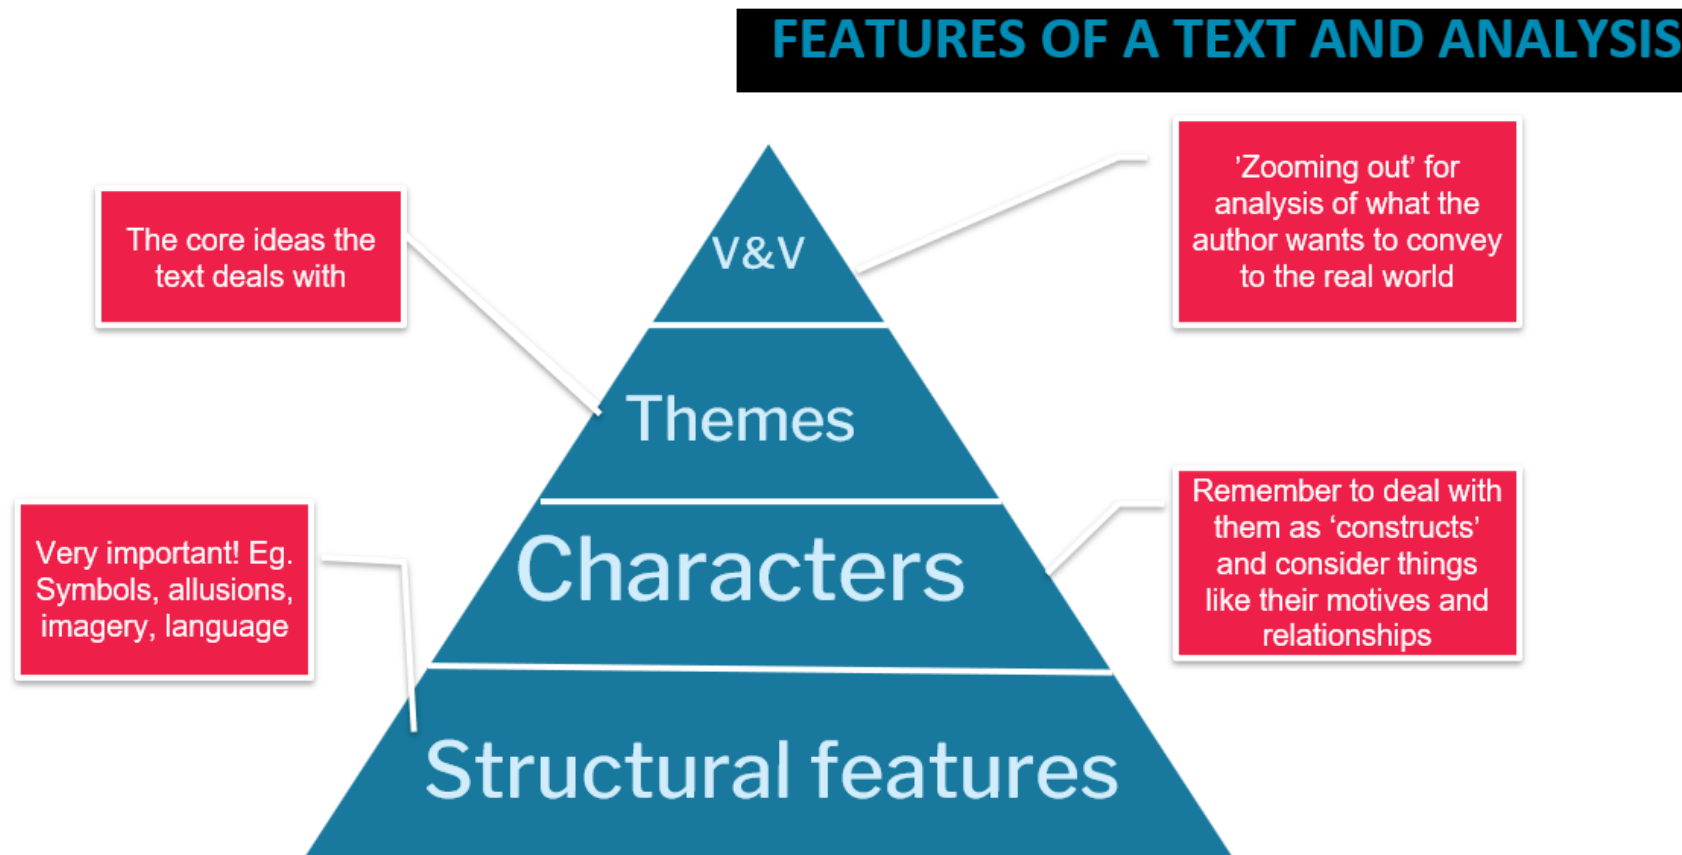 FEATURES OF A TEXT AND ANALYSIS
’Zooming out’ for
analysis of what the
author wants to convey
to the real world
The core ideas the
text deals with
V&V
Themes
Remember to deal with
them as ‘constructs’
and consider things
like their motives and
relationships
Very important! Eg.
Symbols, allusions,
imagery, language
Characters
Structural features